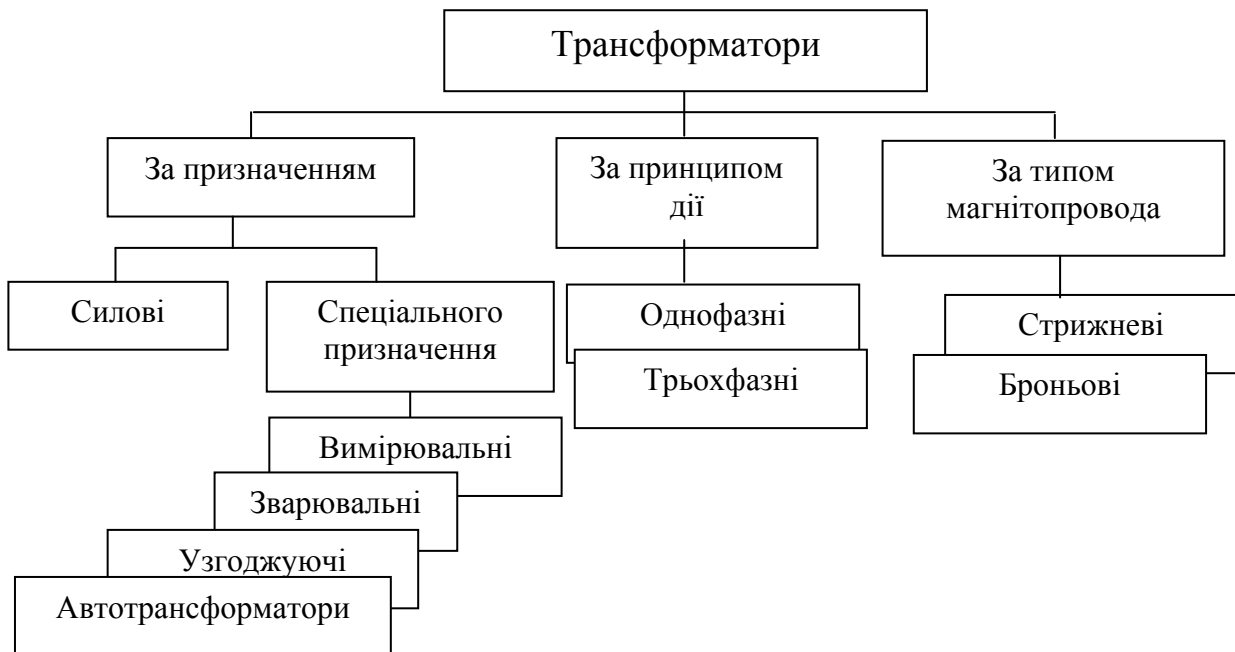 Трансформатори
За призначенням
За принципом
дії
За типом
магнітопровода
Силові
Спеціального
призначення
Однофазні
Трьохфазні
Стрижневі
Броньові
Вимірювальні
Зварювальні
Узгоджуючі
Автотрансформатори